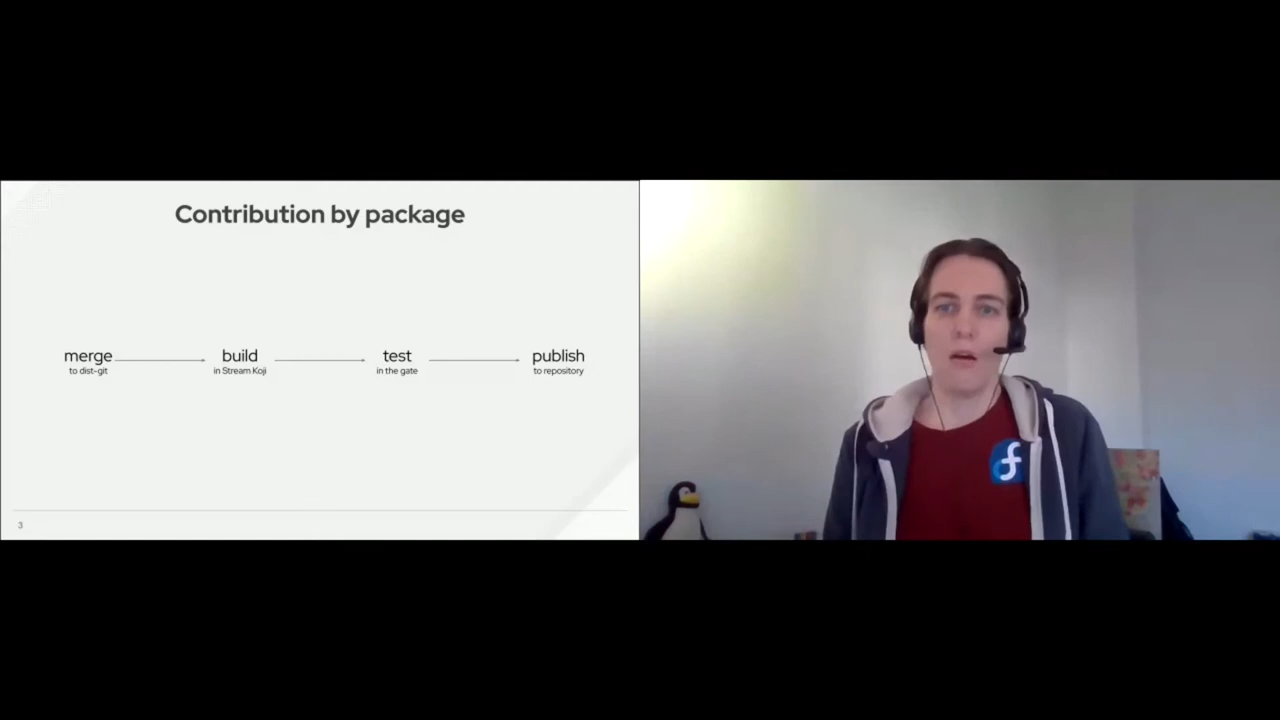 Contribution by package
merge
to dist-git
build
in Stream Koji
test
in the gate
publish
to repository
3